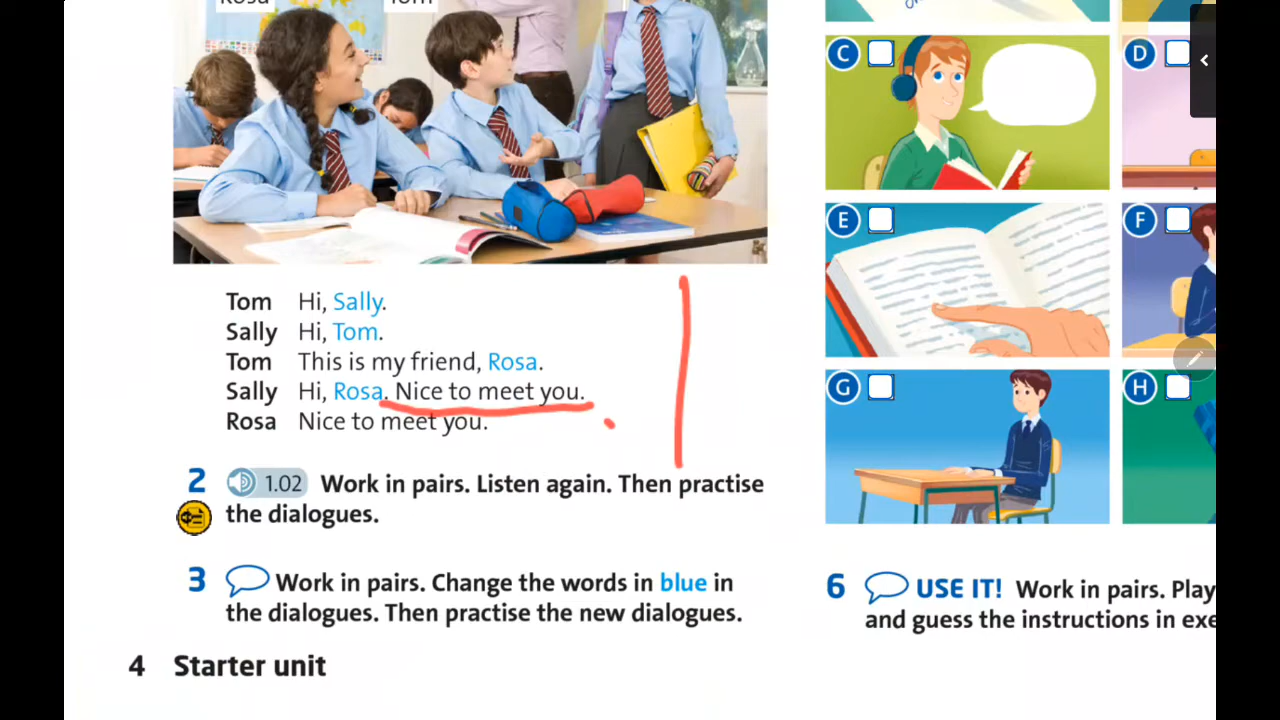 Rosa
Tom
Tom Hi, Sally.
Sally Hi, Tom.
Tom This is my friend, Rosa.
Sally Hi, Rosa. Nice to meet you.
Rosa Nice to meet you.
2 1.02 Work in pairs. Listen again. Then practise
the dialogues.
3 Work in pairs. Change the words in blue in
the dialogues. Then practise the new dialogues.
4 Starter unit
C
D
E
F
G
H
6 USE IT! Work in pairs. Play
and guess the instructions in exe